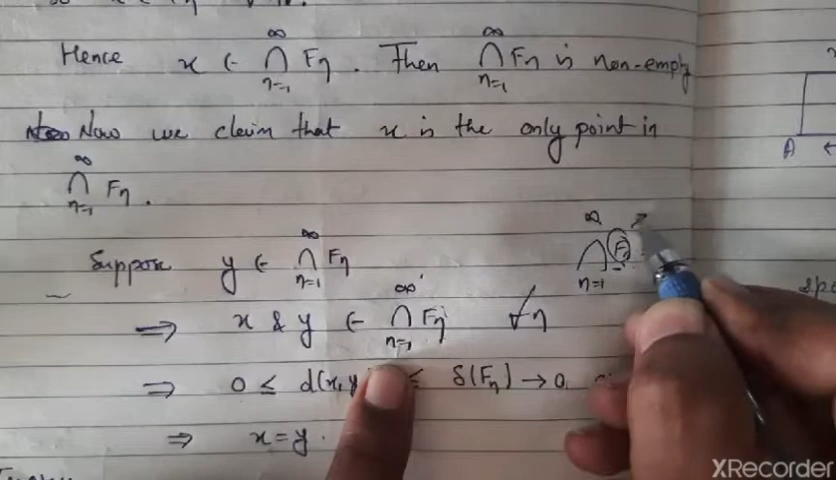 Hence x ∈ ∞ ∩ n=1 Fn . Then ∞ ∩ n=1 Fn is non-empty
Now we claim that x is the only point in
∞ ∩ n=1 Fn .
Suppose y ∈ ∞ ∩ n=1 Fn
∞ ∩ n=1 Fn
⇒ x & y ∈ ∞ ∩ n=1 Fn ∀n
⇒ 0 ≤ d(x,y ≤ δ(Fn) → 0
⇒ x = y .
A
XRecorder